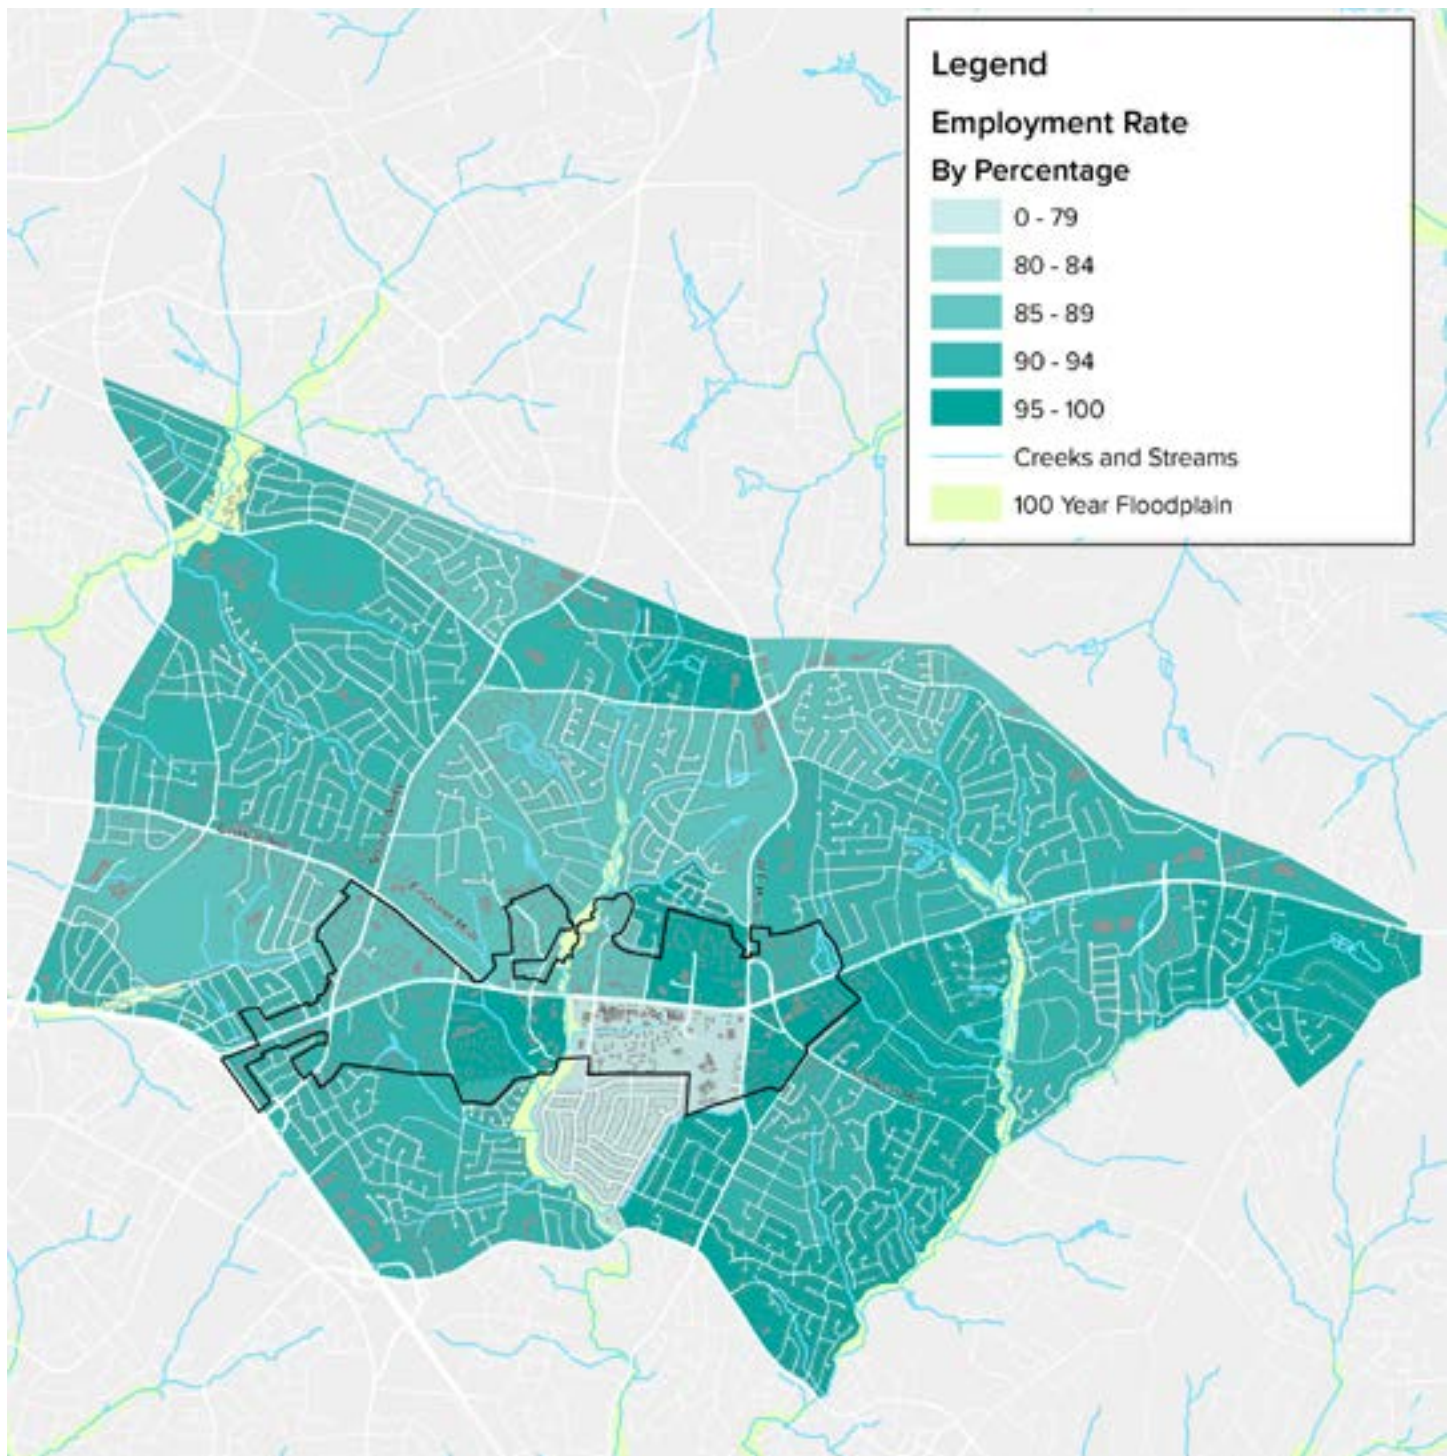 Legend
Employment Rate
By Percentage
0 - 79
80 - 84
85 - 89
90 - 94
95 - 100
Creeks and Streams
100 Year Floodplain